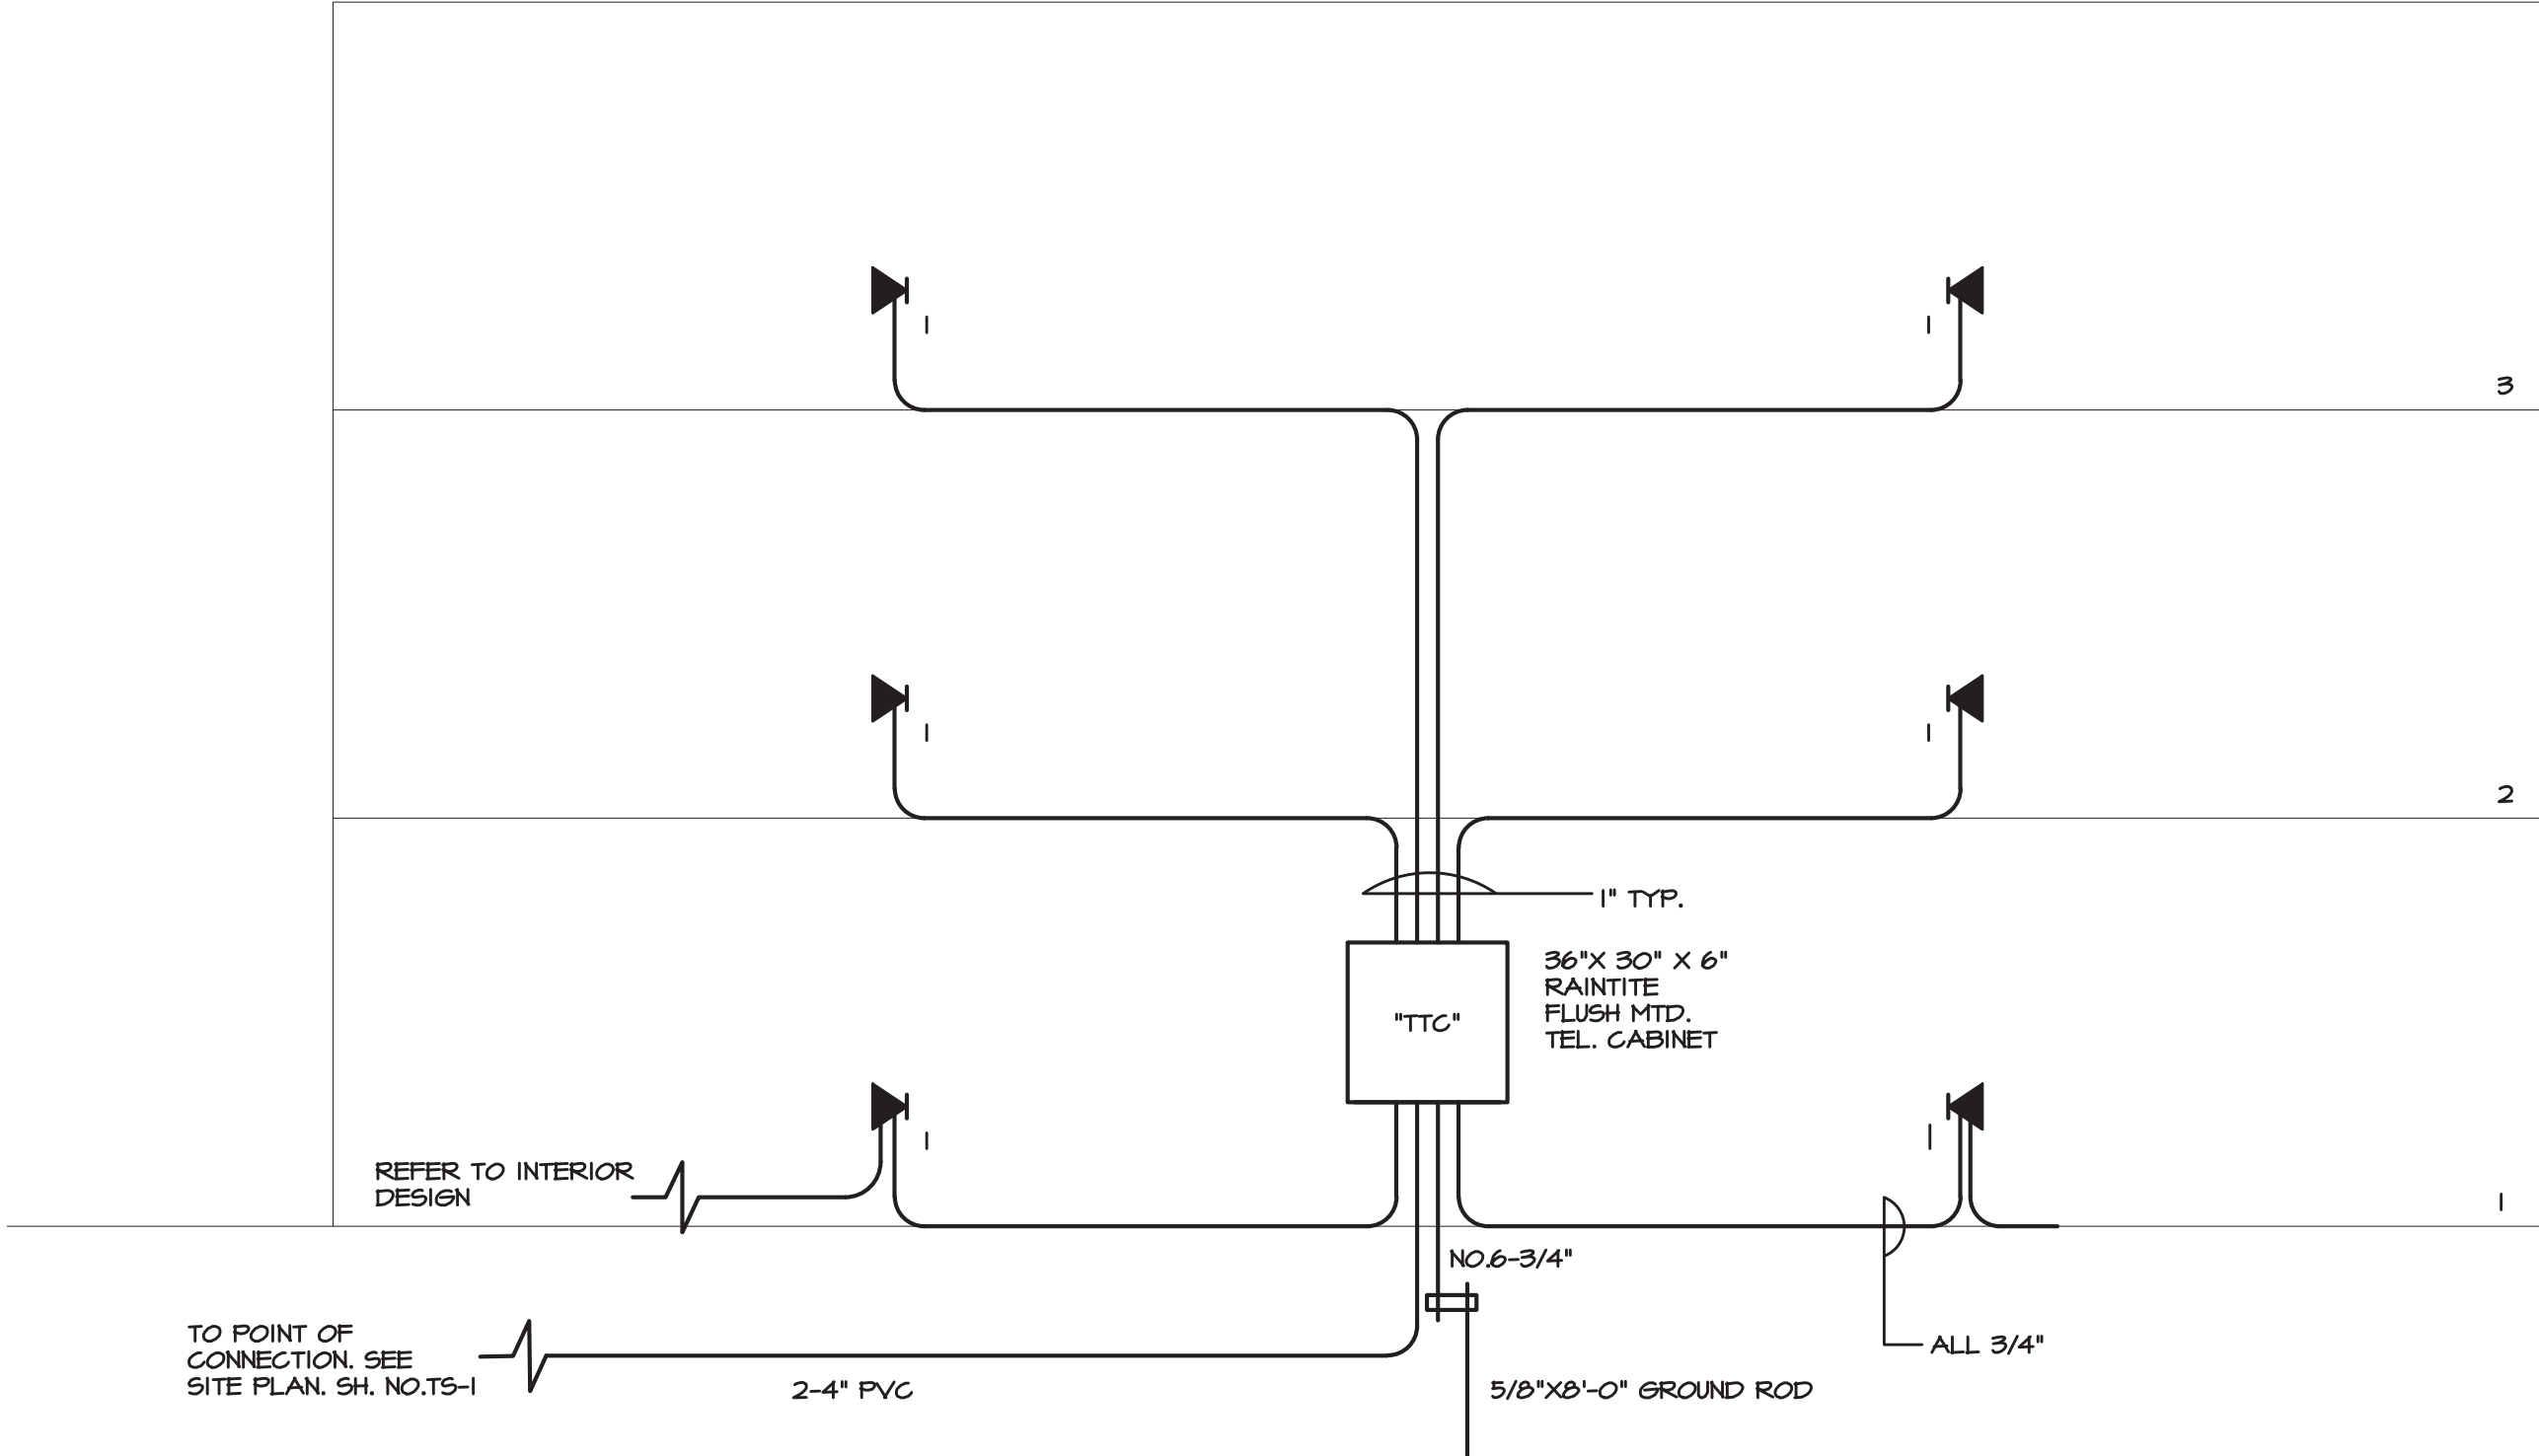 1
1
3
1
1
2
1" TYP.
36"X 30" X 6"
RAINTITE
FLUSH MTD.
TEL. CABINET
"TTC"
1
1
REFER TO INTERIOR
DESIGN
1
NO.6-3/4"
TO POINT OF
CONNECTION. SEE
SITE PLAN. SH. NO.TS-1
2-4" PVC
ALL 3/4"
5/8"X8'-0" GROUND ROD